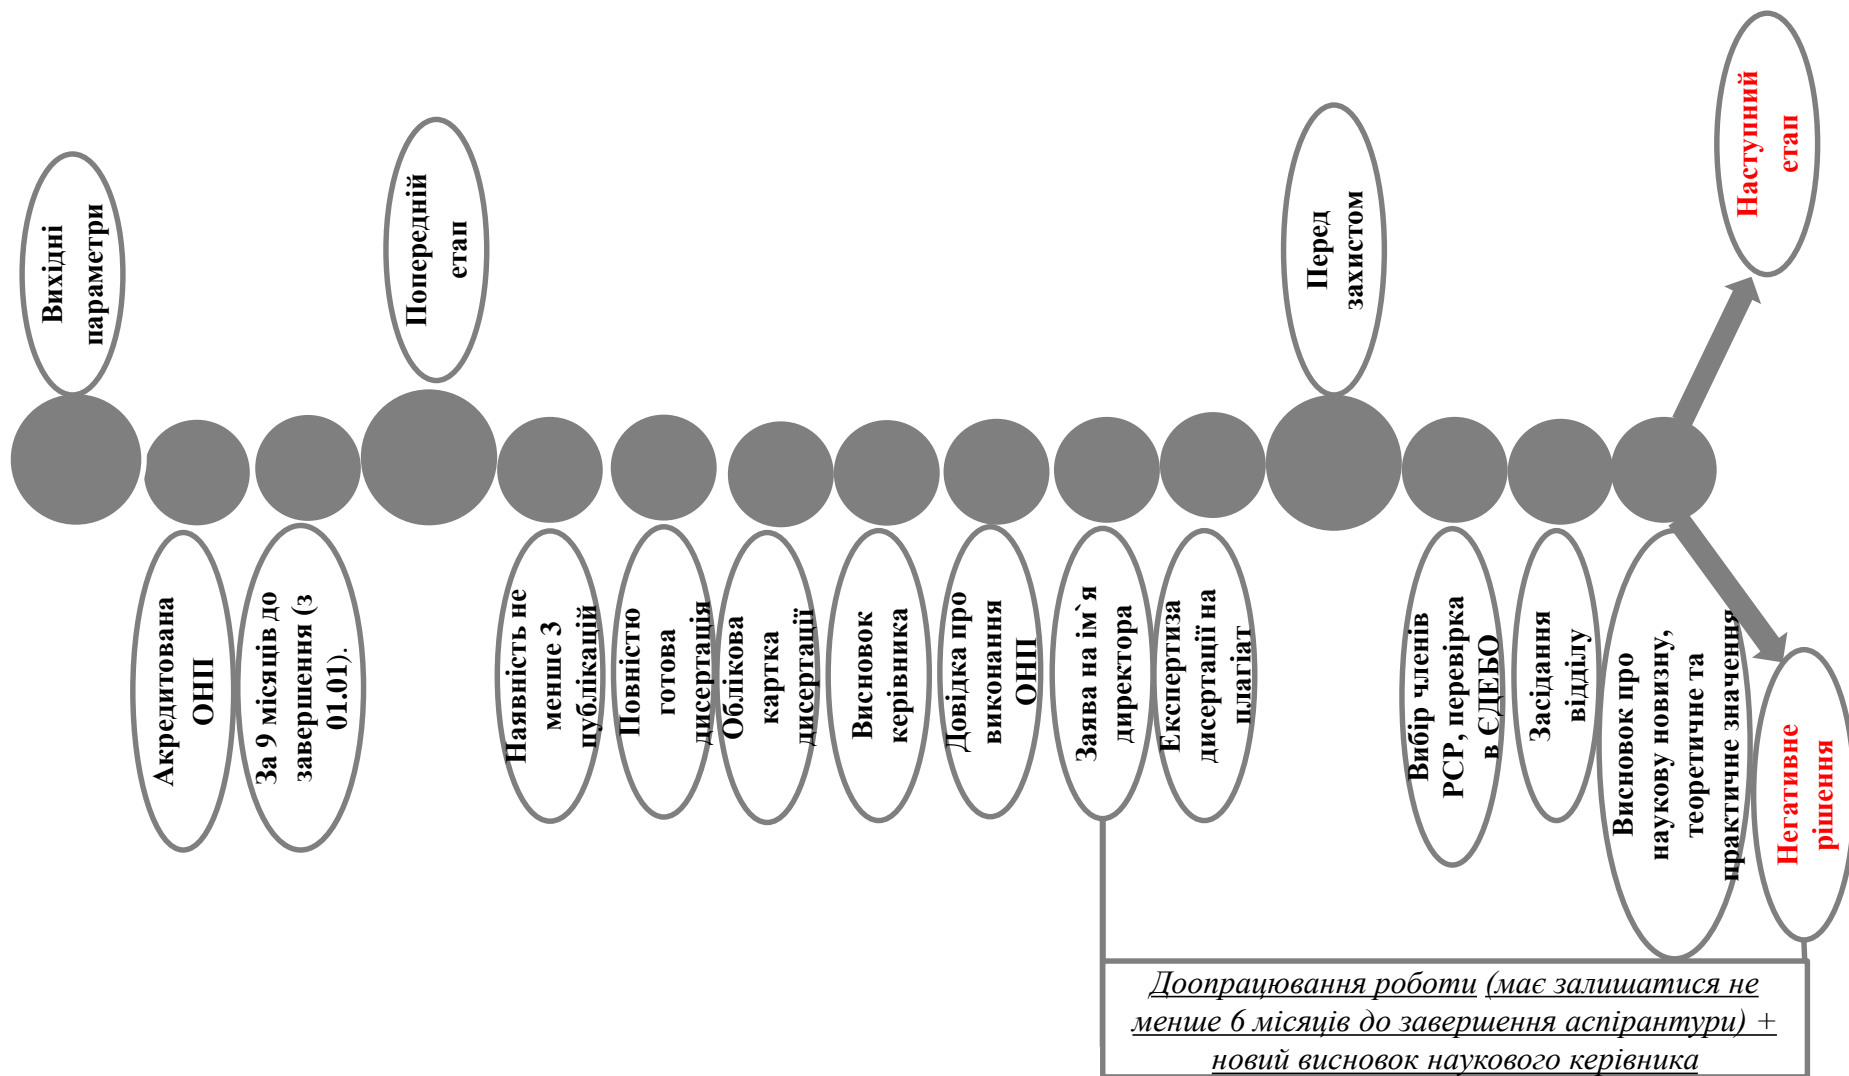 Вихідні
параметри
Акредитована
ОНП
За 9 місяців до
завершення (з
01.01).
Попередній
етап
Наявність не
менше 3
публікацій
Повністю
готова
дисертація
Облікова
картка
дисертації
Висновок
керівника
Довідка про
виконання
ОНП
Заява на ім`я
директора
Експертиза
дисертації на
плагіат
Перед
захистом
Вибір членів
РСР, перевірка
в ЄДЕБО
Засідання
відділу
Висновок про
наукову новизну,
теоретичне та
практичне значення
Наступний
етап
Негативне
рішення
Доопрацювання роботи (має залишатися не
менше 6 місяців до завершення аспірантури) +
новий висновок наукового керівника